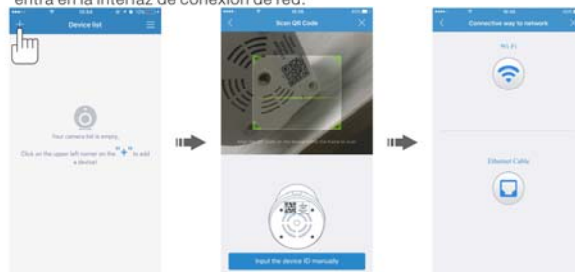 entra en la interfaz de conexión de red.
Device list
Your camera list is empty.
Click on the upper left corner on the "+" to add
a device!
Scan QR Code
Input the device ID manually
Connective way to network
Wi-Fi
Ethernet Cable